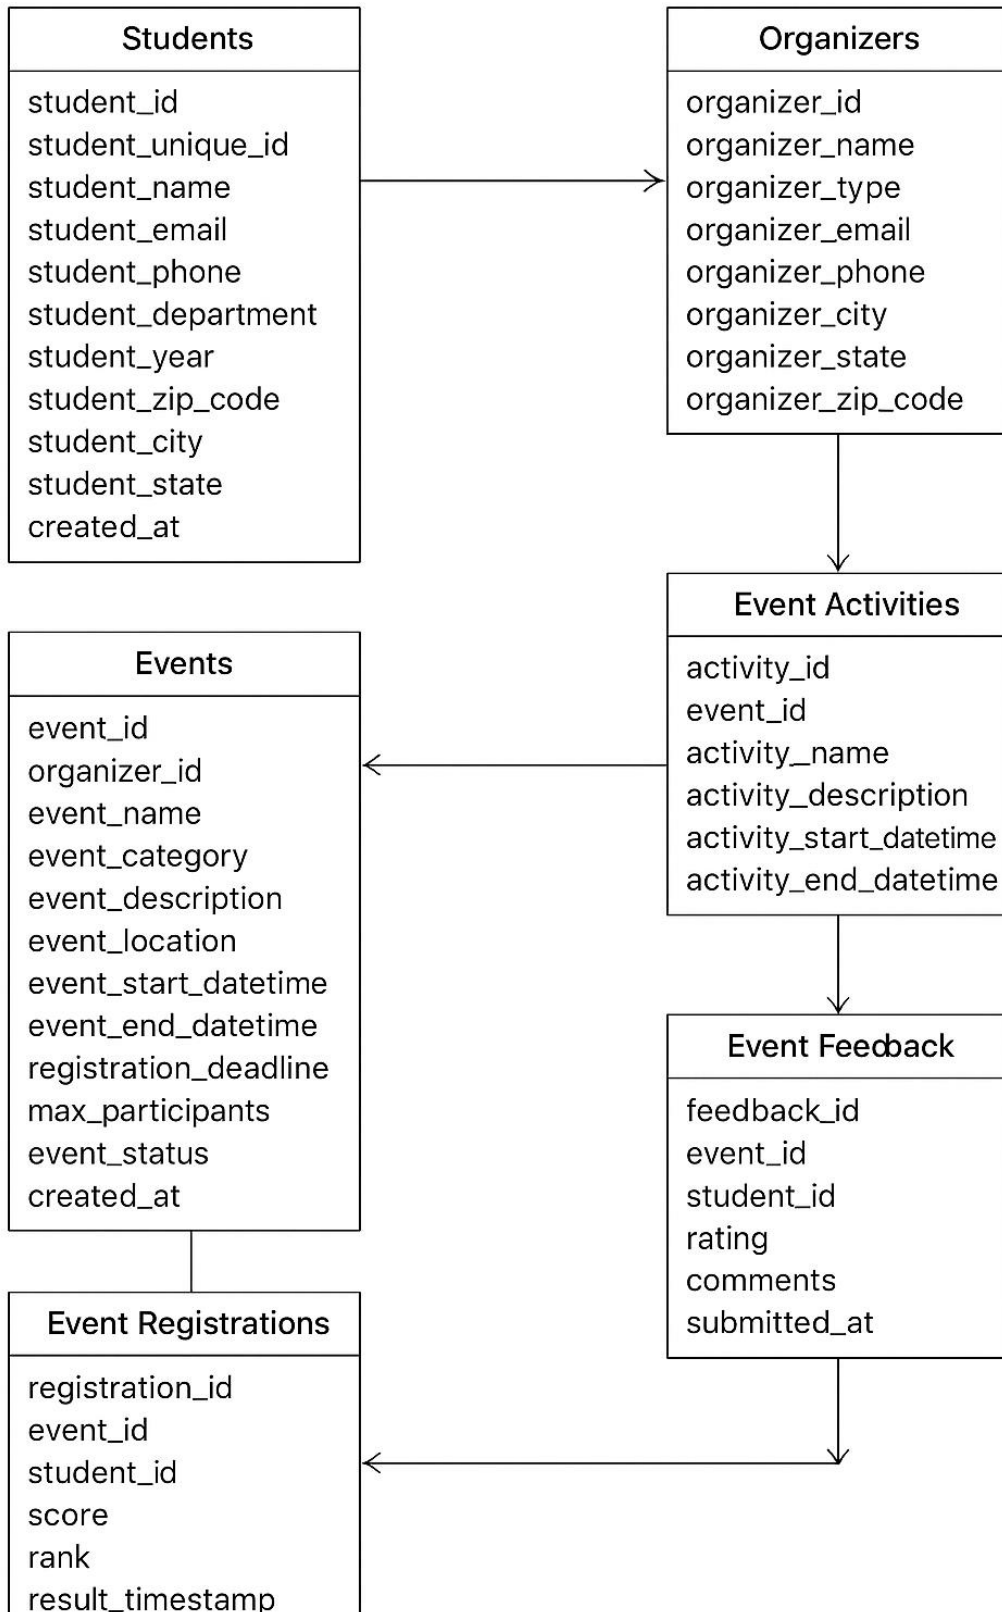 Students
student_id
student_unique_id
student_name
student_email
student_phone
student_department
student_year
student_zip_code
student_city
student_state
created_at
Organizers
organizer_id
organizer_name
organizer_type
organizer_email
organizer_phone
organizer_city
organizer_state
organizer_zip_code
Event Activities
activity_id
event_id
activity_name
activity_description
activity_start_datetime
activity_end_datetime
Events
event_id
organizer_id
event_name
event_category
event_description
event_location
event_start_datetime
event_end_datetime
registration_deadline
max_participants
event_status
created_at
Event Feedback
feedback_id
event_id
student_id
rating
comments
submitted_at
Event Registrations
registration_id
event_id
student_id
score
rank
result_timestamp